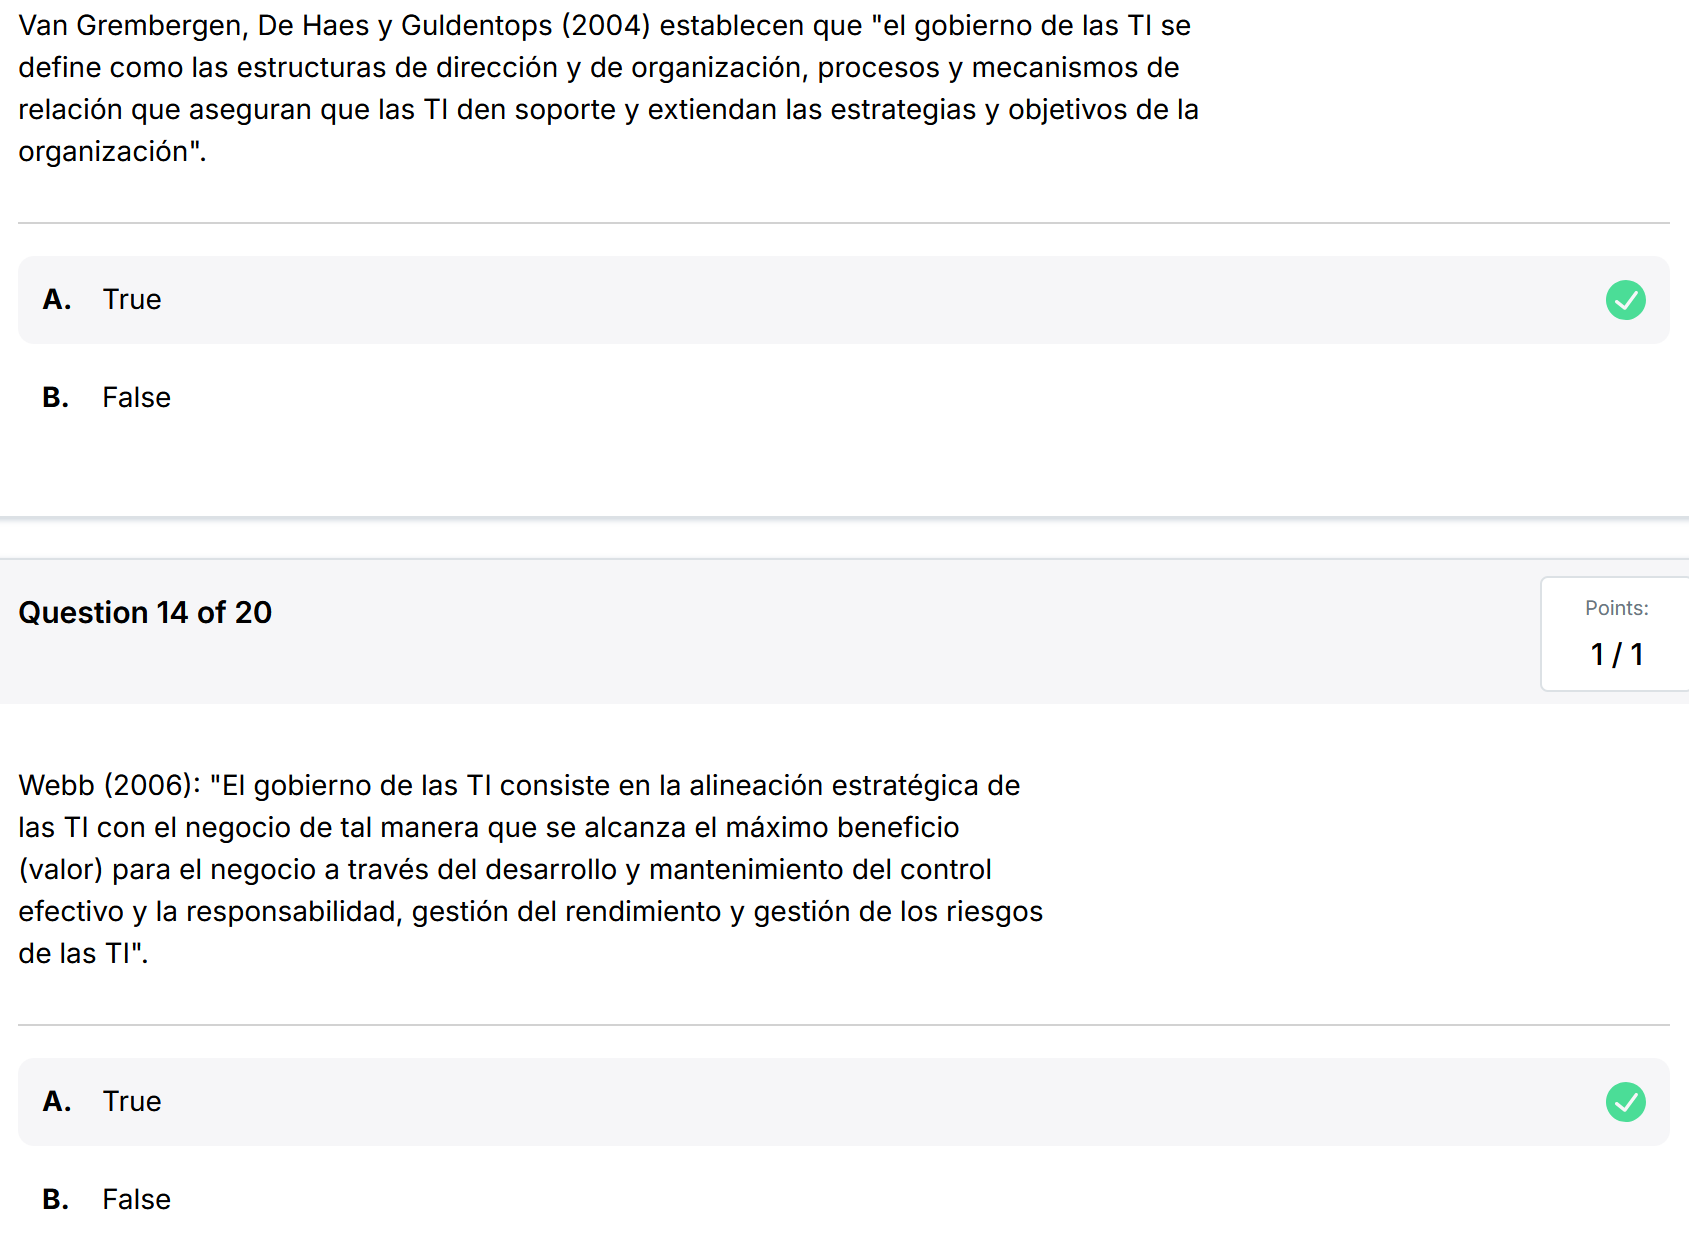 Van Grembergen, De Haes y Guldentops (2004) establecen que "el gobierno de las TI se
define como las estructuras de dirección y de organización, procesos y mecanismos de
relación que aseguran que las TI den soporte y extiendan las estrategias y objetivos de la
organización".
A. True
B. False
Question 14 of 20
Points:
1 / 1
Webb (2006): "El gobierno de las TI consiste en la alineación estratégica de
las TI con el negocio de tal manera que se alcanza el máximo beneficio
(valor) para el negocio a través del desarrollo y mantenimiento del control
efectivo y la responsabilidad, gestión del rendimiento y gestión de los riesgos
de las TI".
A. True
B. False